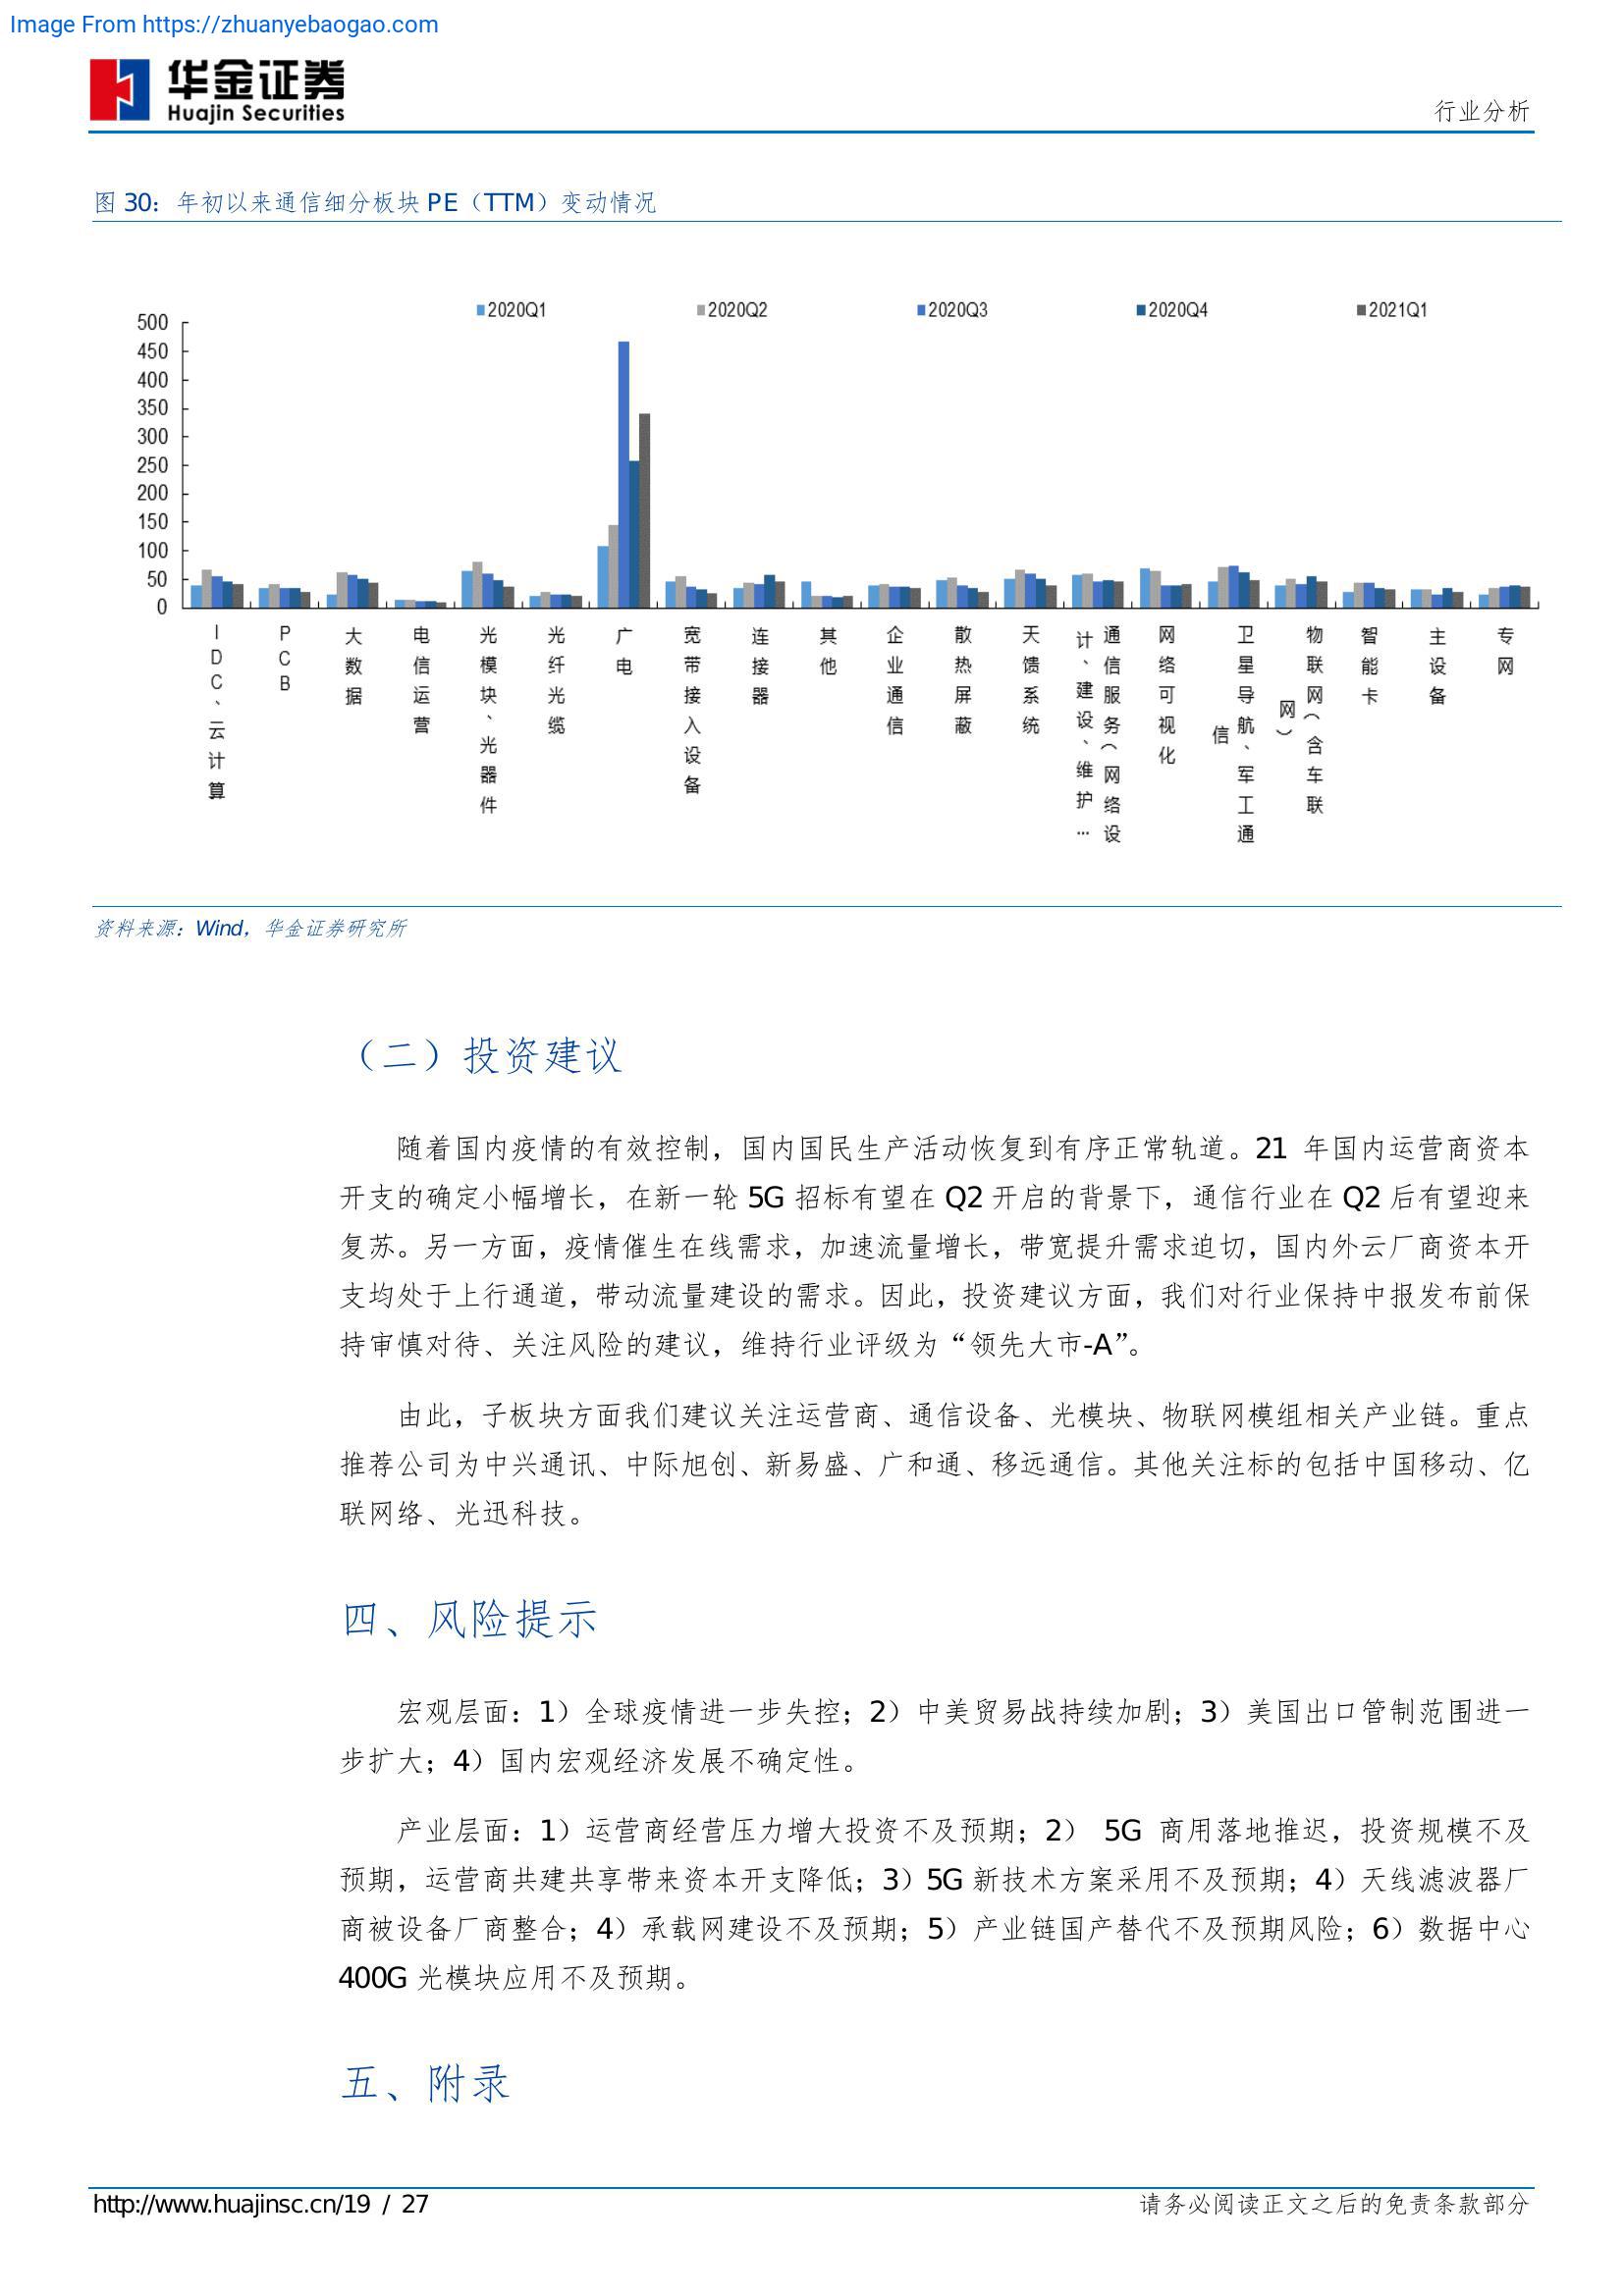 Image From https://zhuanyebaogao.com
华金证券
Huajin Securities
行业分析
图 30：年初以来通信细分板块 PE（TTM）变动情况
2020Q1 2020Q2 2020Q3 2020Q4 2021Q1
500
450
400
350
300
250
200
150
100
50
0
IDC、云计算
PCB
大数据
电信运营
光模块、光器件
光纤光缆
广电
宽带接入设备
连接器
其他
企业通信
散热屏蔽
天馈系统
通信服务（网络设
计、建设、维护…
网络可视化
卫星导航、军工通
信
物联网（含车联
网）
智能卡
主设备
专网
资料来源：Wind，华金证券研究所
（二）投资建议
随着国内疫情的有效控制，国内国民生产活动恢复到有序正常轨道。21 年国内运营商资本
开支的确定小幅增长，在新一轮 5G 招标有望在 Q2 开启的背景下，通信行业在 Q2 后有望迎来
复苏。另一方面，疫情催生在线需求，加速流量增长，带宽提升需求迫切，国内外云厂商资本开
支均处于上行通道，带动流量建设的需求。因此，投资建议方面，我们对行业保持中报发布前保
持审慎对待、关注风险的建议，维持行业评级为“领先大市-A”。
由此，子板块方面我们建议关注运营商、通信设备、光模块、物联网模组相关产业链。重点
推荐公司为中兴通讯、中际旭创、新易盛、广和通、移远通信。其他关注标的包括中国移动、亿
联网络、光迅科技。
四、风险提示
宏观层面：1）全球疫情进一步失控；2）中美贸易战持续加剧；3）美国出口管制范围进一
步扩大；4）国内宏观经济发展不确定性。
产业层面：1）运营商经营压力增大投资不及预期；2） 5G 商用落地推迟，投资规模不及
预期，运营商共建共享带来资本开支降低；3）5G 新技术方案采用不及预期；4）天线滤波器厂
商被设备厂商整合；4）承载网建设不及预期；5）产业链国产替代不及预期风险；6）数据中心
400G 光模块应用不及预期。
五、附录
http://www.huajinsc.cn/19 / 27
请务必阅读正文之后的免责条款部分